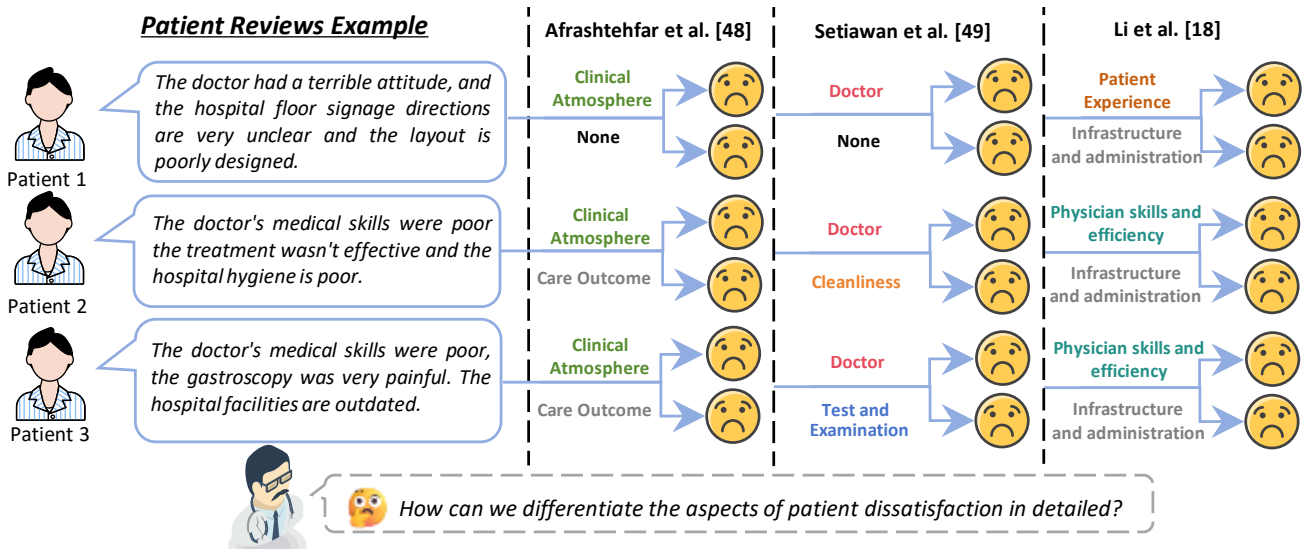 Patient Reviews Example
Afrashtehfar et al. [48]
Setiawan et al. [49]
Li et al. [18]
Patient 1
The doctor had a terrible attitude, and
the hospital floor signage directions
are very unclear and the layout is
poorly designed.
Clinical
Atmosphere
None
Doctor
None
Patient
Experience
Infrastructure
and administration
Patient 2
The doctor's medical skills were poor
the treatment wasn't effective and the
hospital hygiene is poor.
Clinical
Atmosphere
Care Outcome
Doctor
Cleanliness
Physician skills and
efficiency
Infrastructure
and administration
Patient 3
The doctor's medical skills were poor,
the gastroscopy was very painful. The
hospital facilities are outdated.
Clinical
Atmosphere
Care Outcome
Doctor
Test and
Examination
Physician skills and
efficiency
Infrastructure
and administration
How can we differentiate the aspects of patient dissatisfaction in detailed?